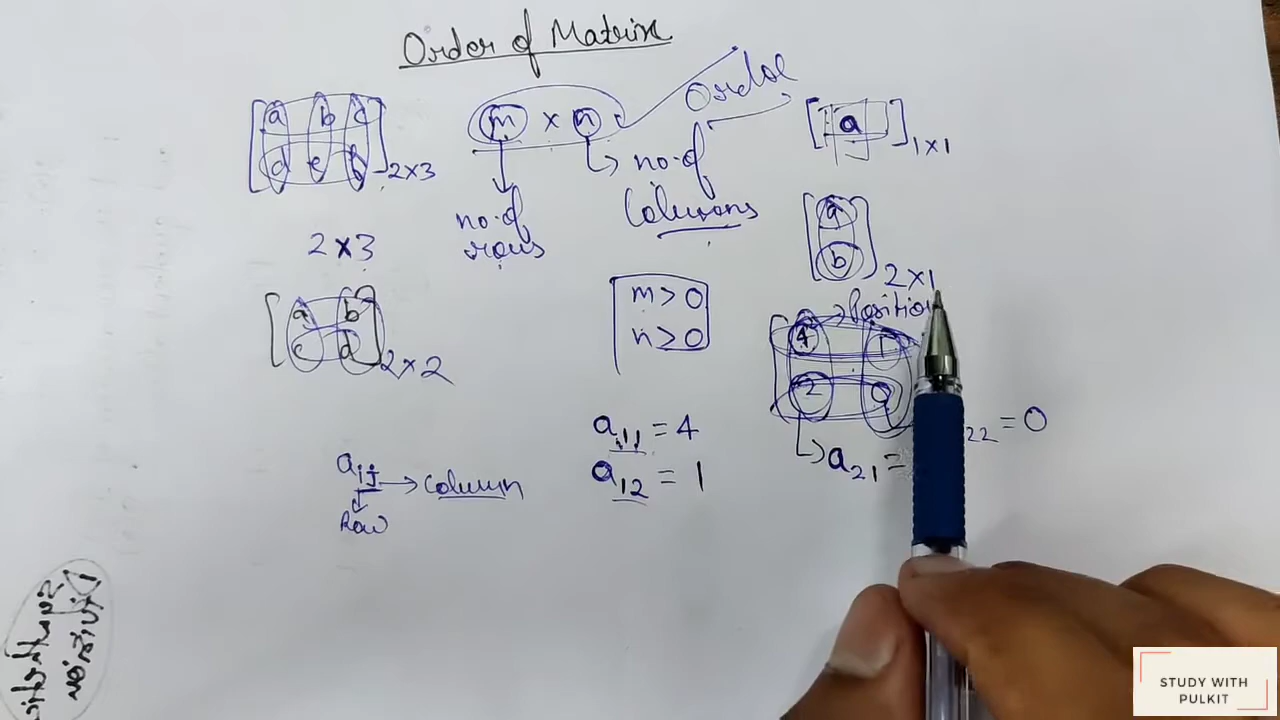 Order of Matrix
[a b c
d e f] 2×3
m × n
Order
no. of rows
no. of Columns
[a] 1×1
2×3
[a
b] 2×1
m>0
n>0
[a b
c d] 2×2
Position
4 1
2 0
a11 = 4
a12 = 1
a21 =
22 = 0
aij → Column
Row
STUDY WITH
PULKIT